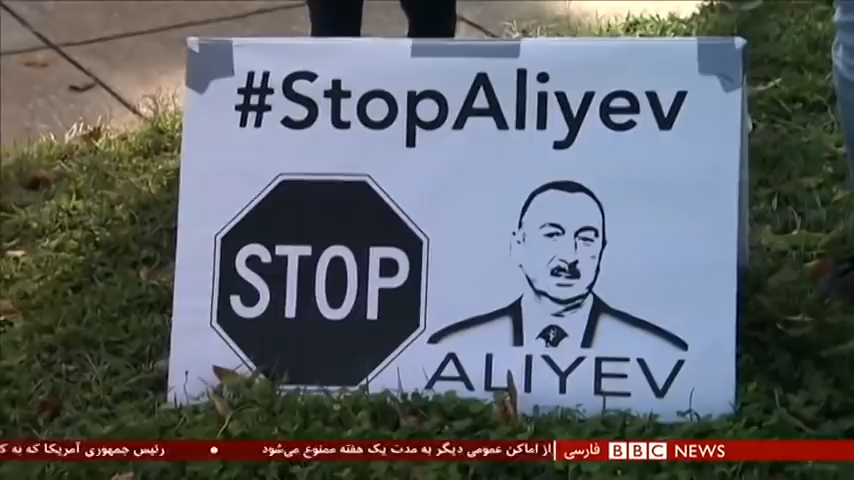 #StopAliyev
STOP
ALIYEV
از اماکن عمومی دیگر به مدت یک هفته ممنوع می‌شود • رئیس جمهوری آمریکا که به
فارسی BBC NEWS